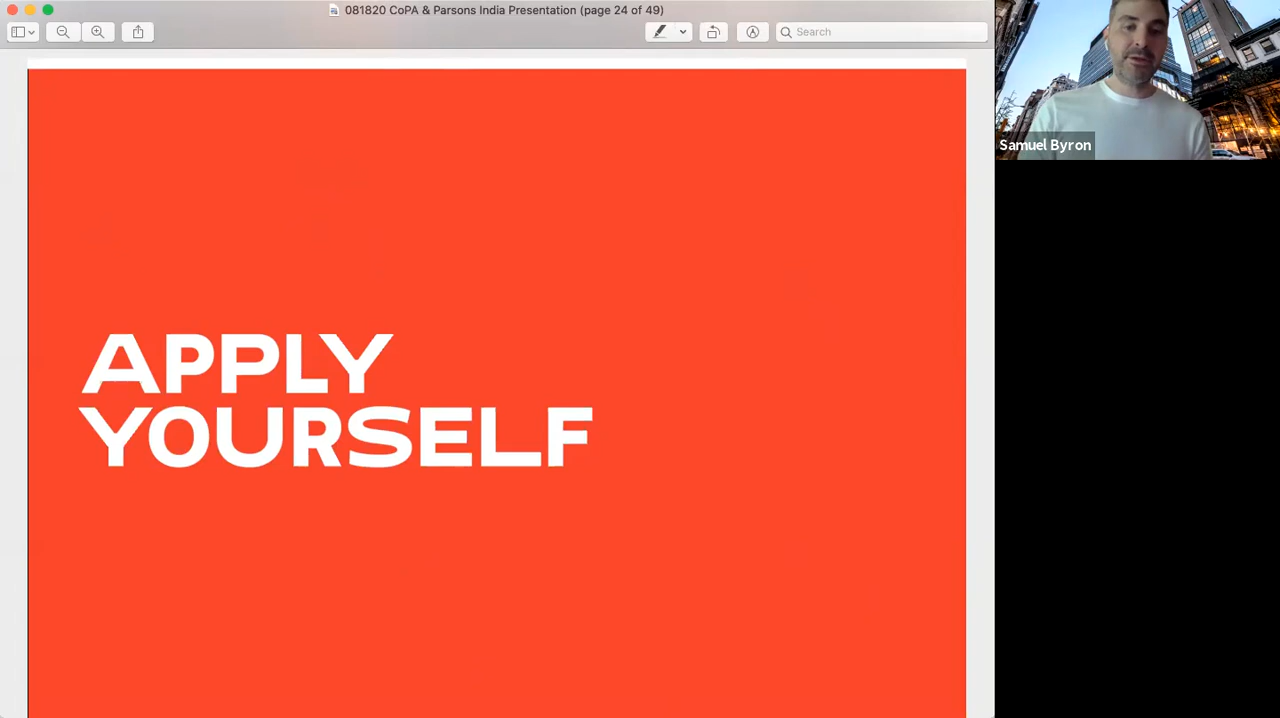 081820 CoPA & Parsons India Presentation (page 24 of 49)
Search
Samuel Byron
APPLY
YOURSELF